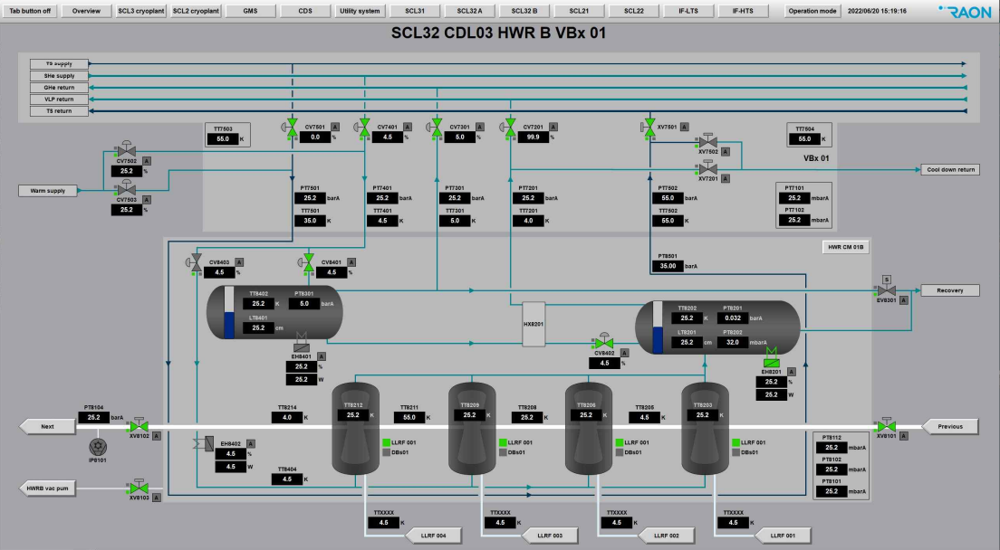 Tab button off Overview SCL3 cryoplant SCL2 cryoplant GMS CDS Utility system SCL31 SCL32 A SCL32 B SCL21 SCL22 IF-LTS IF-HTS Operation mode 2022/06/20 15:19:16 RAON
SCL32 CDL03 HWR B VBx 01
TS supply
SHe supply
GHe return
VLP return
TS return
TT7503
55.0 K
CV7501 A
0.0 %
CV7401 A
4.5 %
CV7301 A
5.0 %
CV7201 A
99.9 %
XV7501 A
TT7504
55.0 K
XV7502 A
VBx 01
CV7502 A
25.2 %
XV7201 A
Cool down return
Warm supply
CV7503 A
25.2 %
PT7501
25.2 barA
TT7501
35.0 K
PT7401
25.2 barA
TT7401
4.5 K
PT7301
25.2 barA
TT7301
5.0 K
PT7201
25.2 barA
TT7201
4.0 K
PT7502
55.0 barA
TT7502
55.0 K
PT7101
25.2 mbarA
PT7102
25.2 mbarA
HWR CM 01B
CV8403 A
4.5 %
CV8401 A
4.5 %
PT8501
35.00 barA
S
EV8301 A
Recovery
TT8402
25.2 K
PT8301
5.0 barA
LT8401
25.2 cm
HX8201
TT8202
25.2 K
PT8201
0.032 barA
LT8201
25.2 cm
PT8202
32.0 mbarA
EH8401 A
25.2 %
25.2 W
CV8402 A
4.5 %
EH8201 A
25.2 %
25.2 W
PT8104
25.2 barA
Next
XV8102 A
IP8101
TT8214
4.0 K
TT8212
25.2 K
TT8211
55.0 K
TT8209
25.2 K
TT8208
25.2 K
TT8206
25.2 K
TT8205
4.5 K
TT8203
25.2 K
Previous
XV8101 A
EH8402 A
4.5 %
4.5 W
LLRF 001
DBs01
LLRF 001
DBs01
LLRF 001
DBs01
LLRF 001
DBs01
PT8112
25.2 mbarA
PT8102
25.2 mbarA
PT8101
25.2 mbarA
TT8404
4.5 K
HWRB vac pum
XV8103 A
TTXXXX
4.5 K
LLRF 004
TTXXXX
4.5 K
LLRF 003
TTXXXX
4.5 K
LLRF 002
TTXXXX
4.5 K
LLRF 001